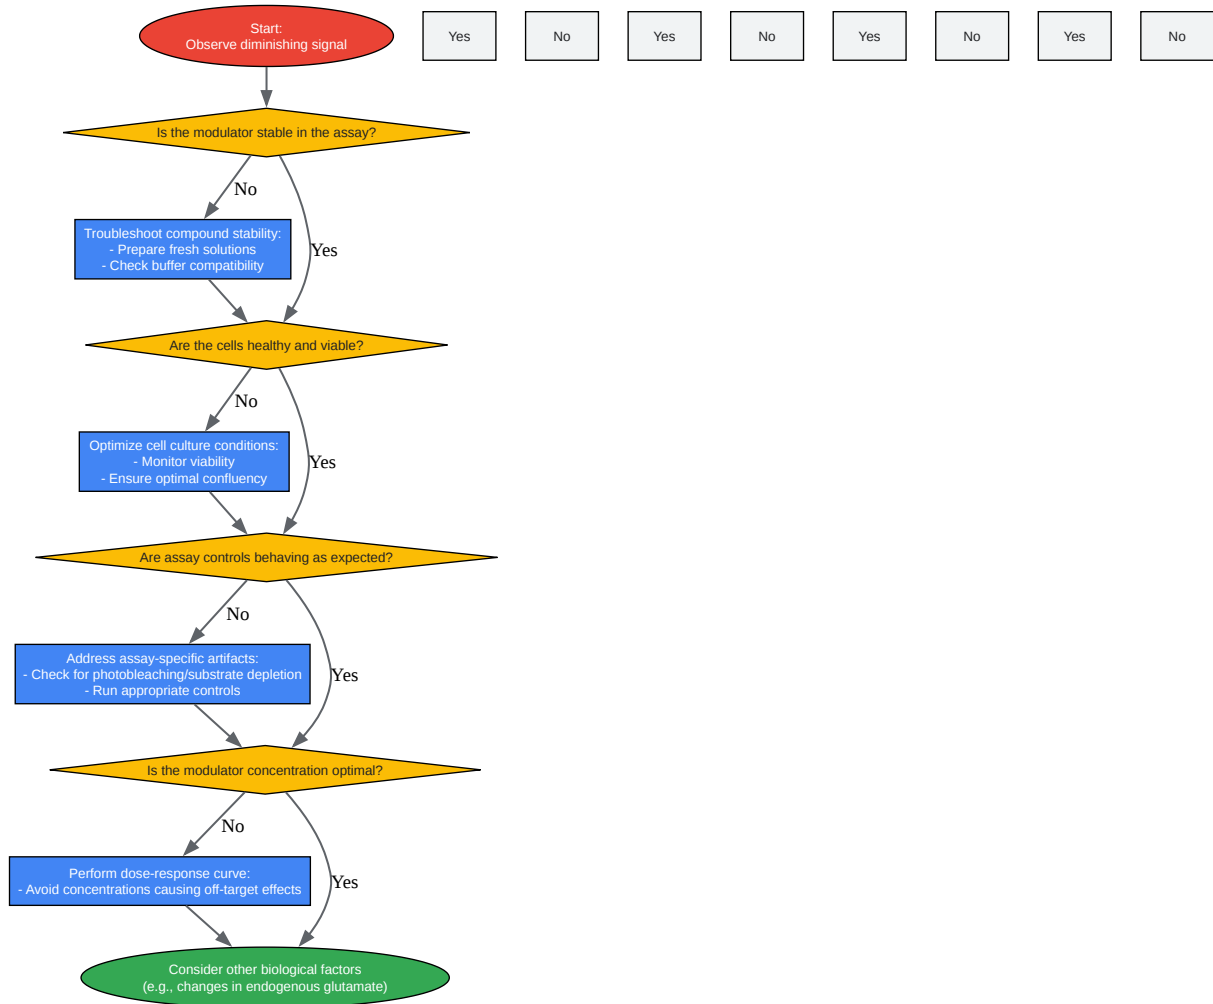 Start:
Observe diminishing signal
Yes
No
Yes
No
Yes
No
Yes
No
Is the modulator stable in the assay?
No
Troubleshoot compound stability:
- Prepare fresh solutions
- Check buffer compatibility
Yes
Are the cells healthy and viable?
No
Optimize cell culture conditions:
- Monitor viability
- Ensure optimal confluency
Yes
Are assay controls behaving as expected?
No
Address assay-specific artifacts:
- Check for photobleaching/substrate depletion
- Run appropriate controls
Yes
Is the modulator concentration optimal?
No
Perform dose-response curve:
- Avoid concentrations causing off-target effects
Yes
Consider other biological factors
(e.g., changes in endogenous glutamate)